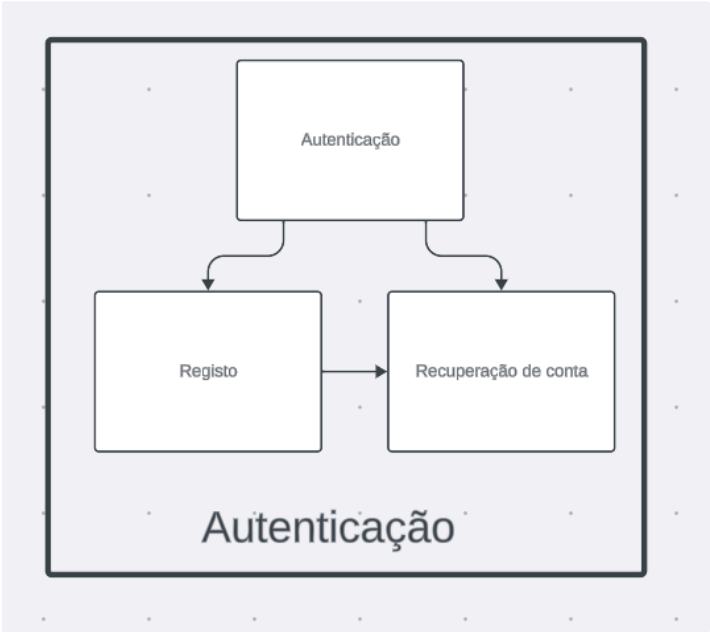 Autenticação
Registo
Recuperação de conta
Autenticação